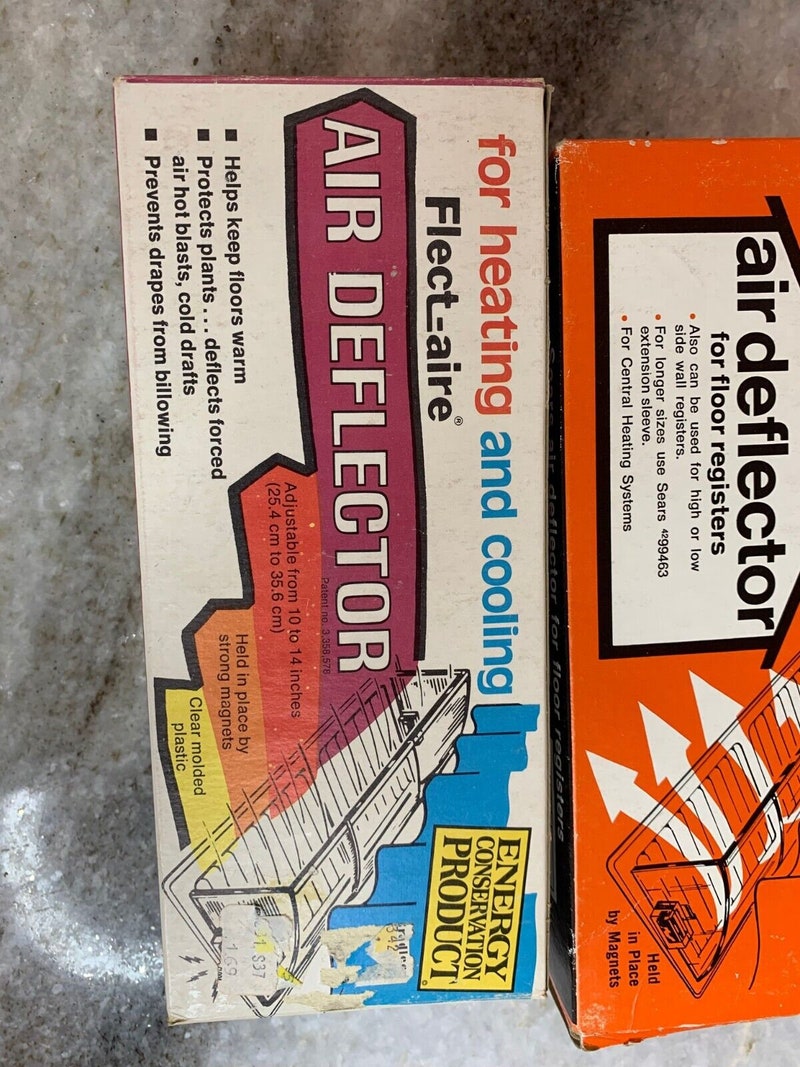 for heating and cooling
Flect-aire®
AIR DEFLECTOR
Patent no. 3,358,578
■ Helps keep floors warm
■ Protects plants... deflects forced
air hot blasts, cold drafts
■ Prevents drapes from billowing
Adjustable from 10 to 14 inches
(25.4 cm to 35.6 cm)
Held in place by
strong magnets
Clear molded
plastic
ENERGY
CONSERVATION
PRODUCT
342
$37
1.69
air deflector for floor registers
air deflector
for floor registers
• Also can be used for high or low
side wall registers.
• For longer sizes use Sears 4299463
extension sleeve.
• For Central Heating Systems
Held
in Place
by Magnets